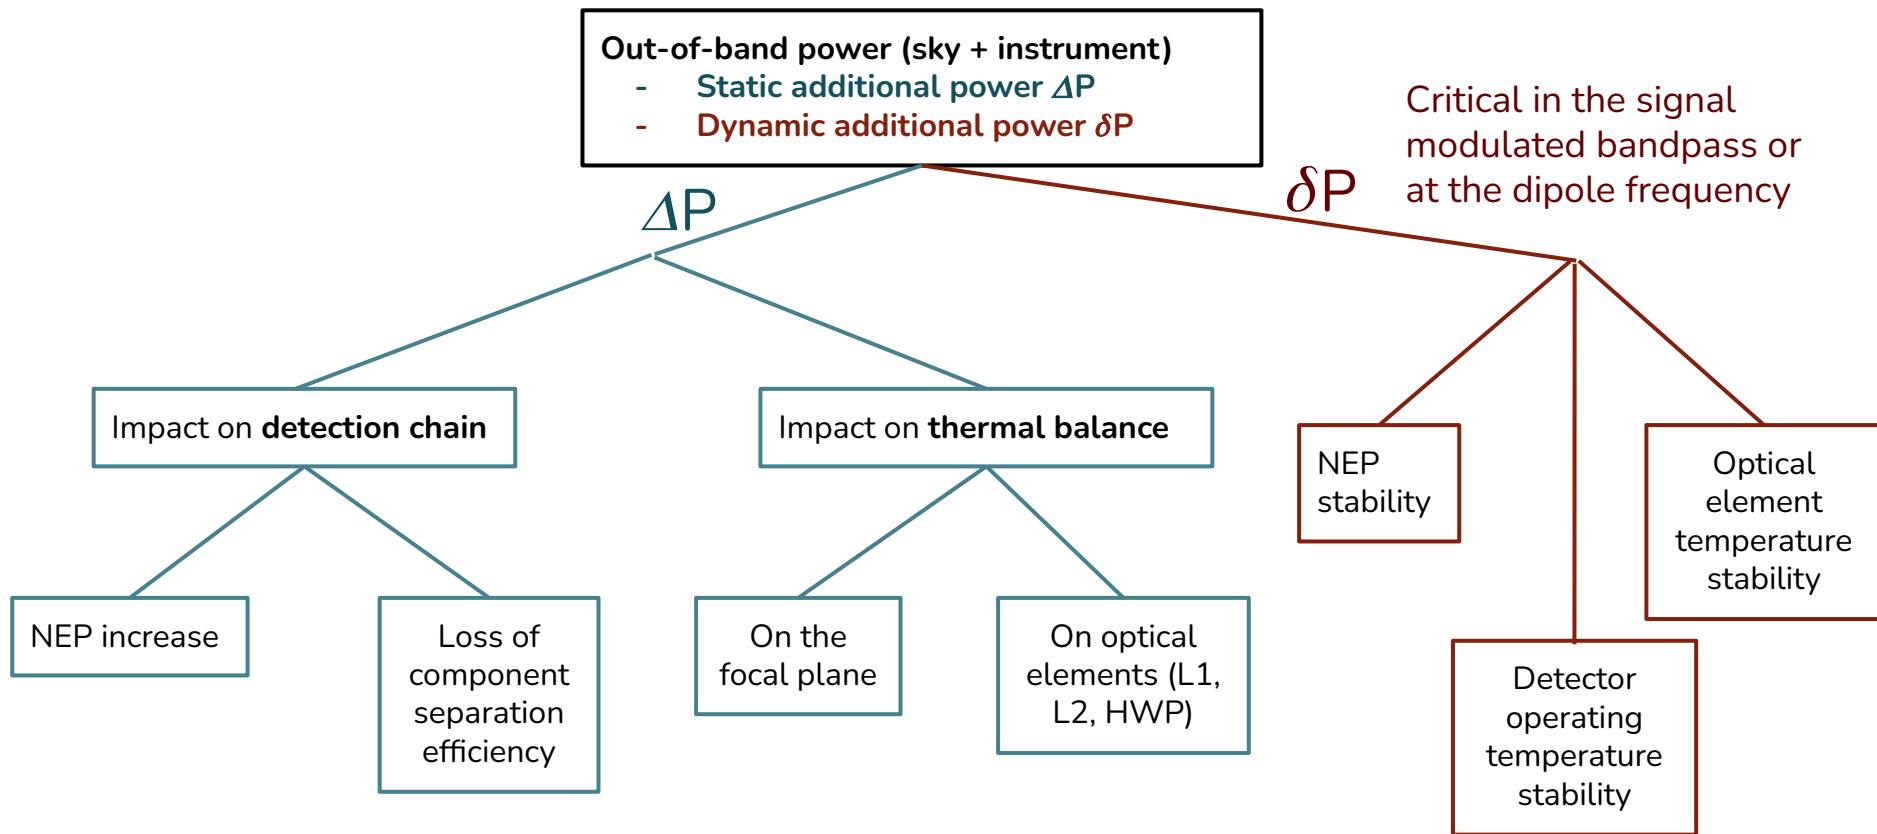 Out-of-band power (sky + instrument)
- Static additional power ΔP
- Dynamic additional power δP
Critical in the signal
modulated bandpass or
at the dipole frequency
ΔP
δP
Impact on detection chain
Impact on thermal balance
NEP
stability
Optical
element
temperature
stability
NEP increase
Loss of
component
separation
efficiency
On the
focal plane
On optical
elements (L1,
L2, HWP)
Detector
operating
temperature
stability